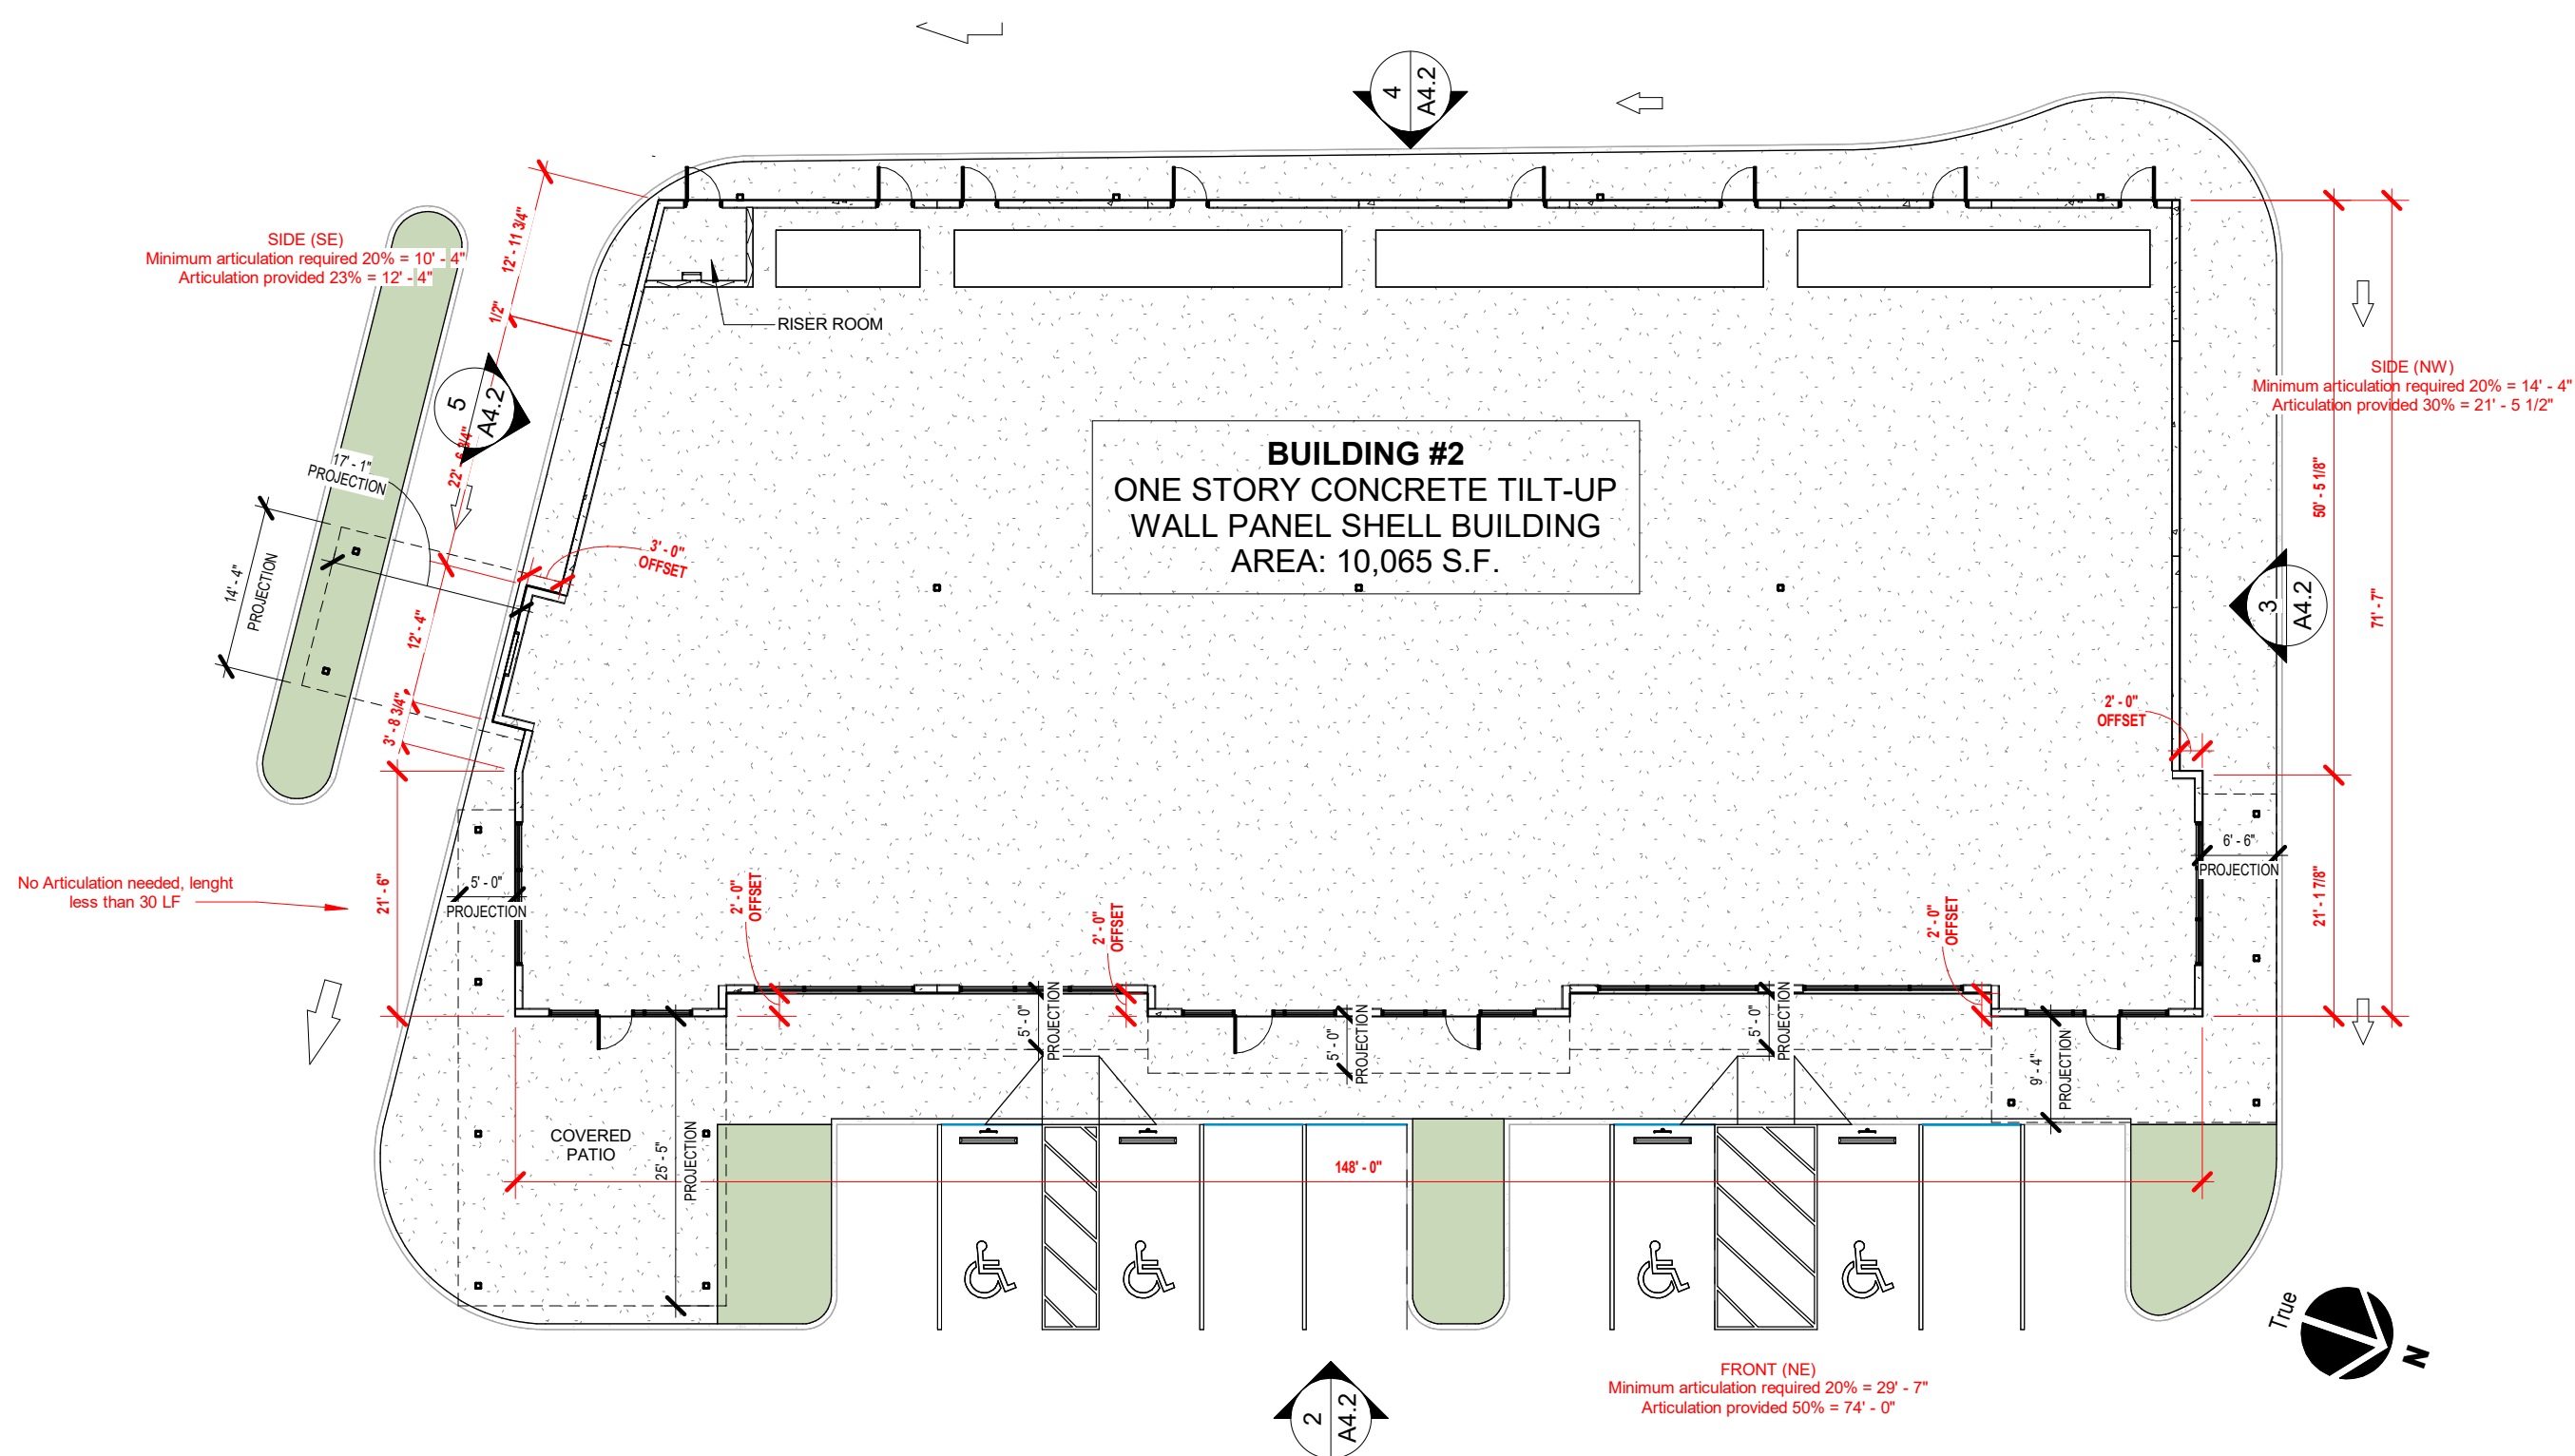 4
A4.2
SIDE (SE)
Minimum articulation required 20% = 10' - 4"
Articulation provided 23% = 12' - 4"
12' - 11 3/4"
1/2"
RISER ROOM
5
A4.2
22' - 6 3/4"
17' - 1"
PROJECTION
14' - 4"
PROJECTION
3' - 0"
OFFSET
12' - 4"
3' - 8 3/4"
BUILDING #2
ONE STORY CONCRETE TILT-UP
WALL PANEL SHELL BUILDING
AREA: 10,065 S.F.
SIDE (NW)
Minimum articulation required 20% = 14' - 4"
Articulation provided 30% = 21' - 5 1/2"
50' - 5 1/8"
71' - 7"
3
A4.2
2' - 0"
OFFSET
6' - 6"
PROJECTION
21' - 1 7/8"
No Articulation needed, lenght
less than 30 LF
21' - 6"
5' - 0"
PROJECTION
2' - 0"
OFFSET
2' - 0"
OFFSET
2' - 0"
OFFSET
5' - 0"
PROJECTION
5' - 0"
PROJECTION
5' - 0"
PROJECTION
9' - 4"
PROJECTION
COVERED
PATIO
25' - 5"
PROJECTION
148' - 0"
FRONT (NE)
Minimum articulation required 20% = 29' - 7"
Articulation provided 50% = 74' - 0"
2
A4.2
True
N